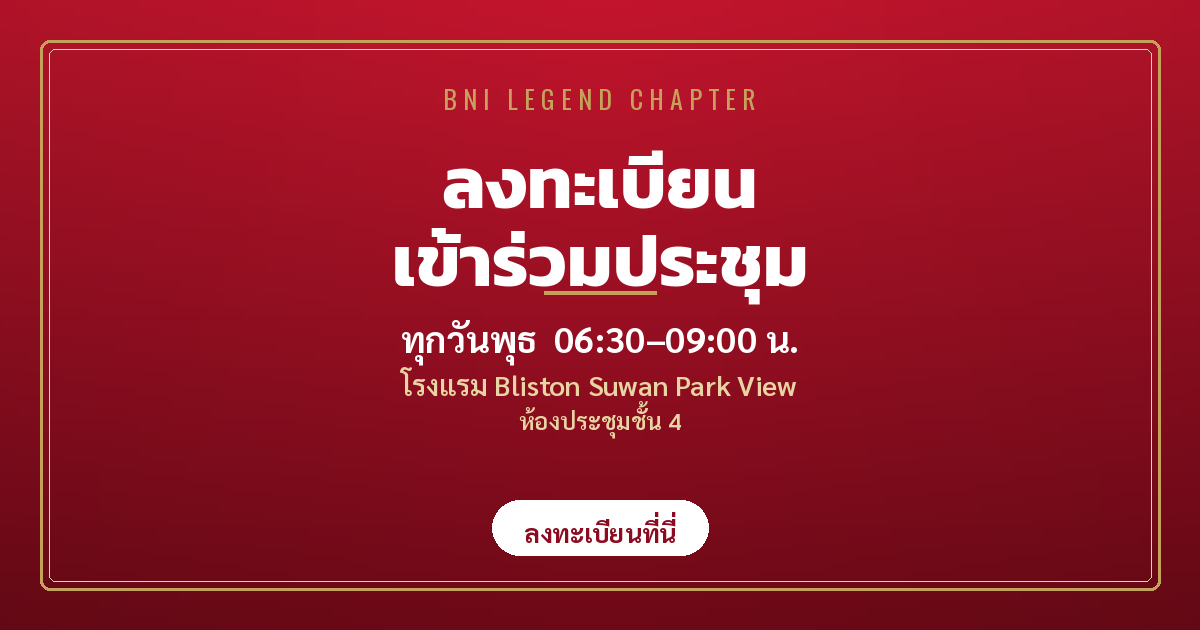 BNI LEGEND CHAPTER
ลงทะเบียน
เข้าร่วมประชุม
ทุกวันพุธ 06:30–09:00 น.
โรงแรม Bliston Suwan Park View
ห้องประชุมชั้น 4
ลงทะเบียนที่นี่